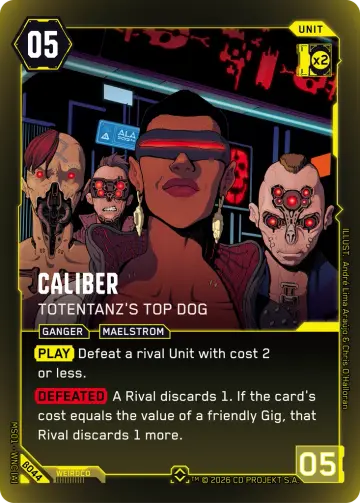 05
UNIT
x2
ALA
CALIBER
TOTENTANZ'S TOP DOG
GANGER
MAELSTROM
PLAY Defeat a rival Unit with cost 2
or less.
DEFEATED A Rival discards 1. If the card's
cost equals the value of a friendly Gig, that
Rival discards 1 more.
ILLUST. André Lima Araújo & Chris O'Halloran
B044
WEIRDCO
™ © 2026 CD PROJEKT S.A.
05